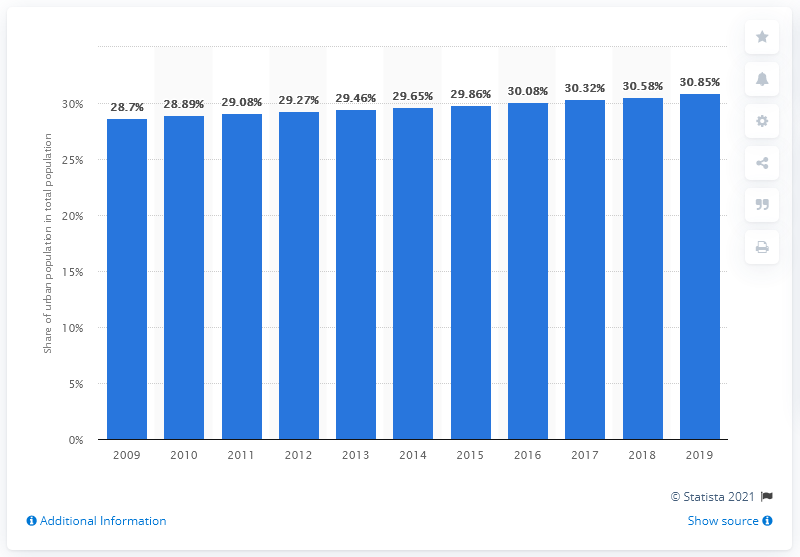 28.7% 28.89% 29.08% 29.27% 29.46% 29.65% 29.86% 30.08% 30.32% 30.58% 30.85%
Share of urban population in total population
30%
25%
20%
15%
10%
5%
0%
2009 2010 2011 2012 2013 2014 2015 2016 2017 2018 2019
© Statista 2021
Additional Information
Show source